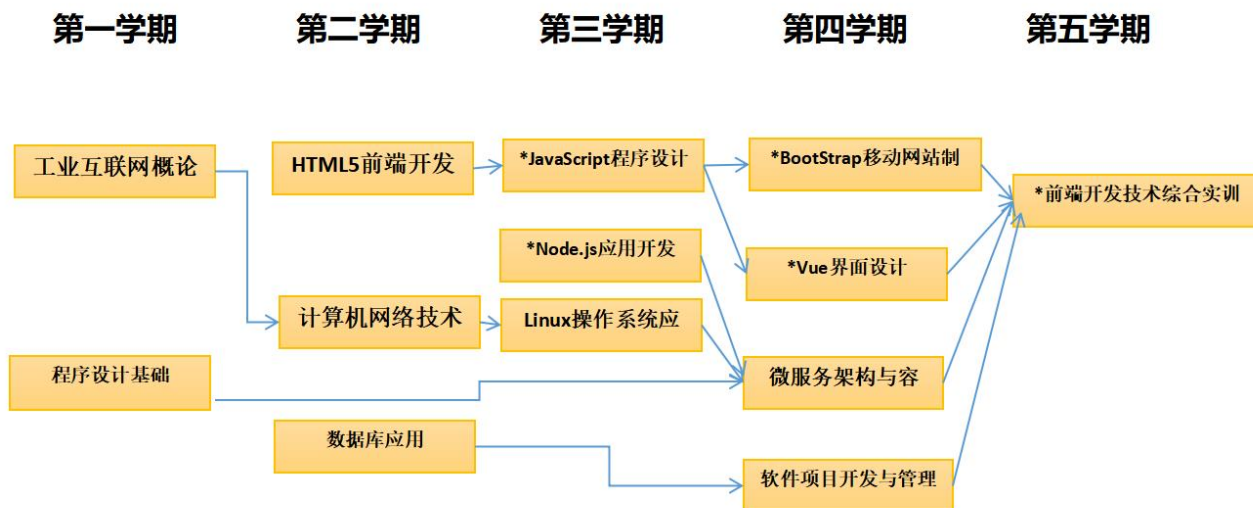 第一学期 第二学期 第三学期 第四学期 第五学期
工业互联网概论
HTML5前端开发
*JavaScript程序设计
*BootStrap移动网站制
*前端开发技术综合实训
*Node.js应用开发
*Vue界面设计
计算机网络技术
Linux操作系统应
程序设计基础
微服务架构与容
数据库应用
软件项目开发与管理